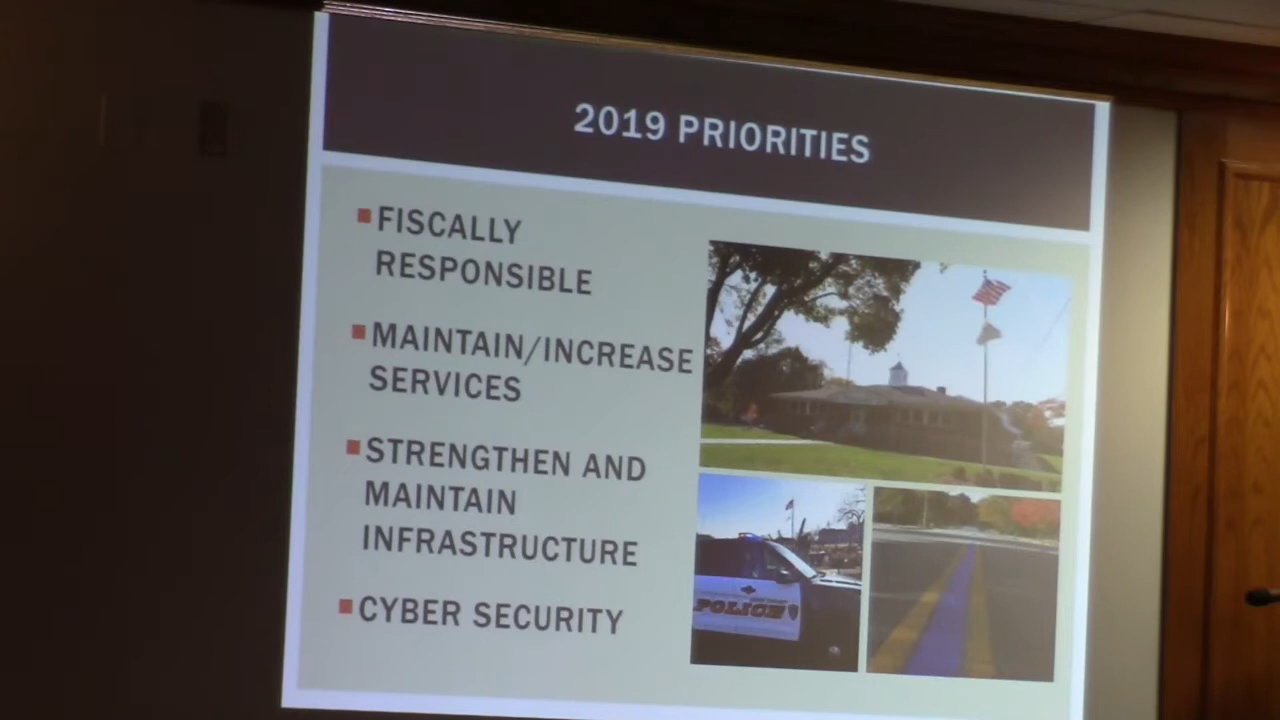 2019 PRIORITIES
FISCALLY
RESPONSIBLE
MAINTAIN/INCREASE
SERVICES
STRENGTHEN AND
MAINTAIN
INFRASTRUCTURE
CYBER SECURITY
POLICE